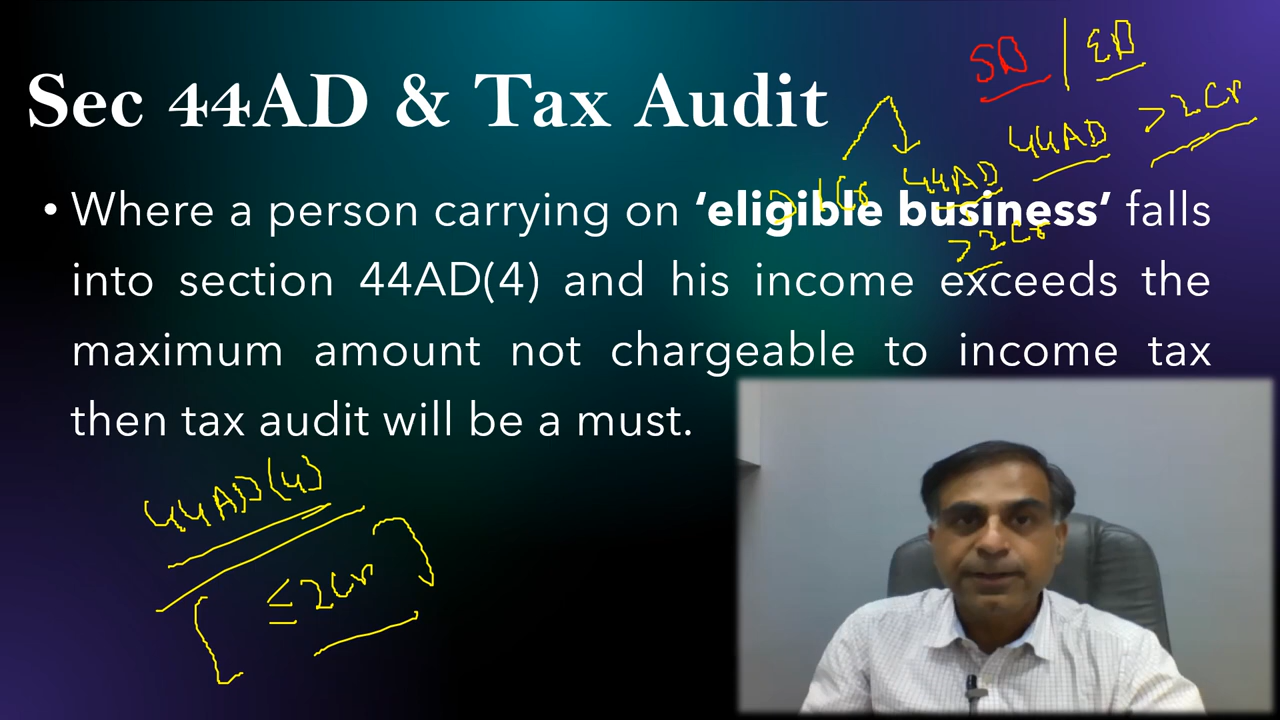 SB | EB
Sec 44AD & Tax Audit
44AD > 2Cr
> 1Cr 44AD
• Where a person carrying on ‘eligible business’ falls
> 2Cr
into section 44AD(4) and his income exceeds the
maximum amount not chargeable to income tax
then tax audit will be a must.
44AD(4)
≤ 2Cr